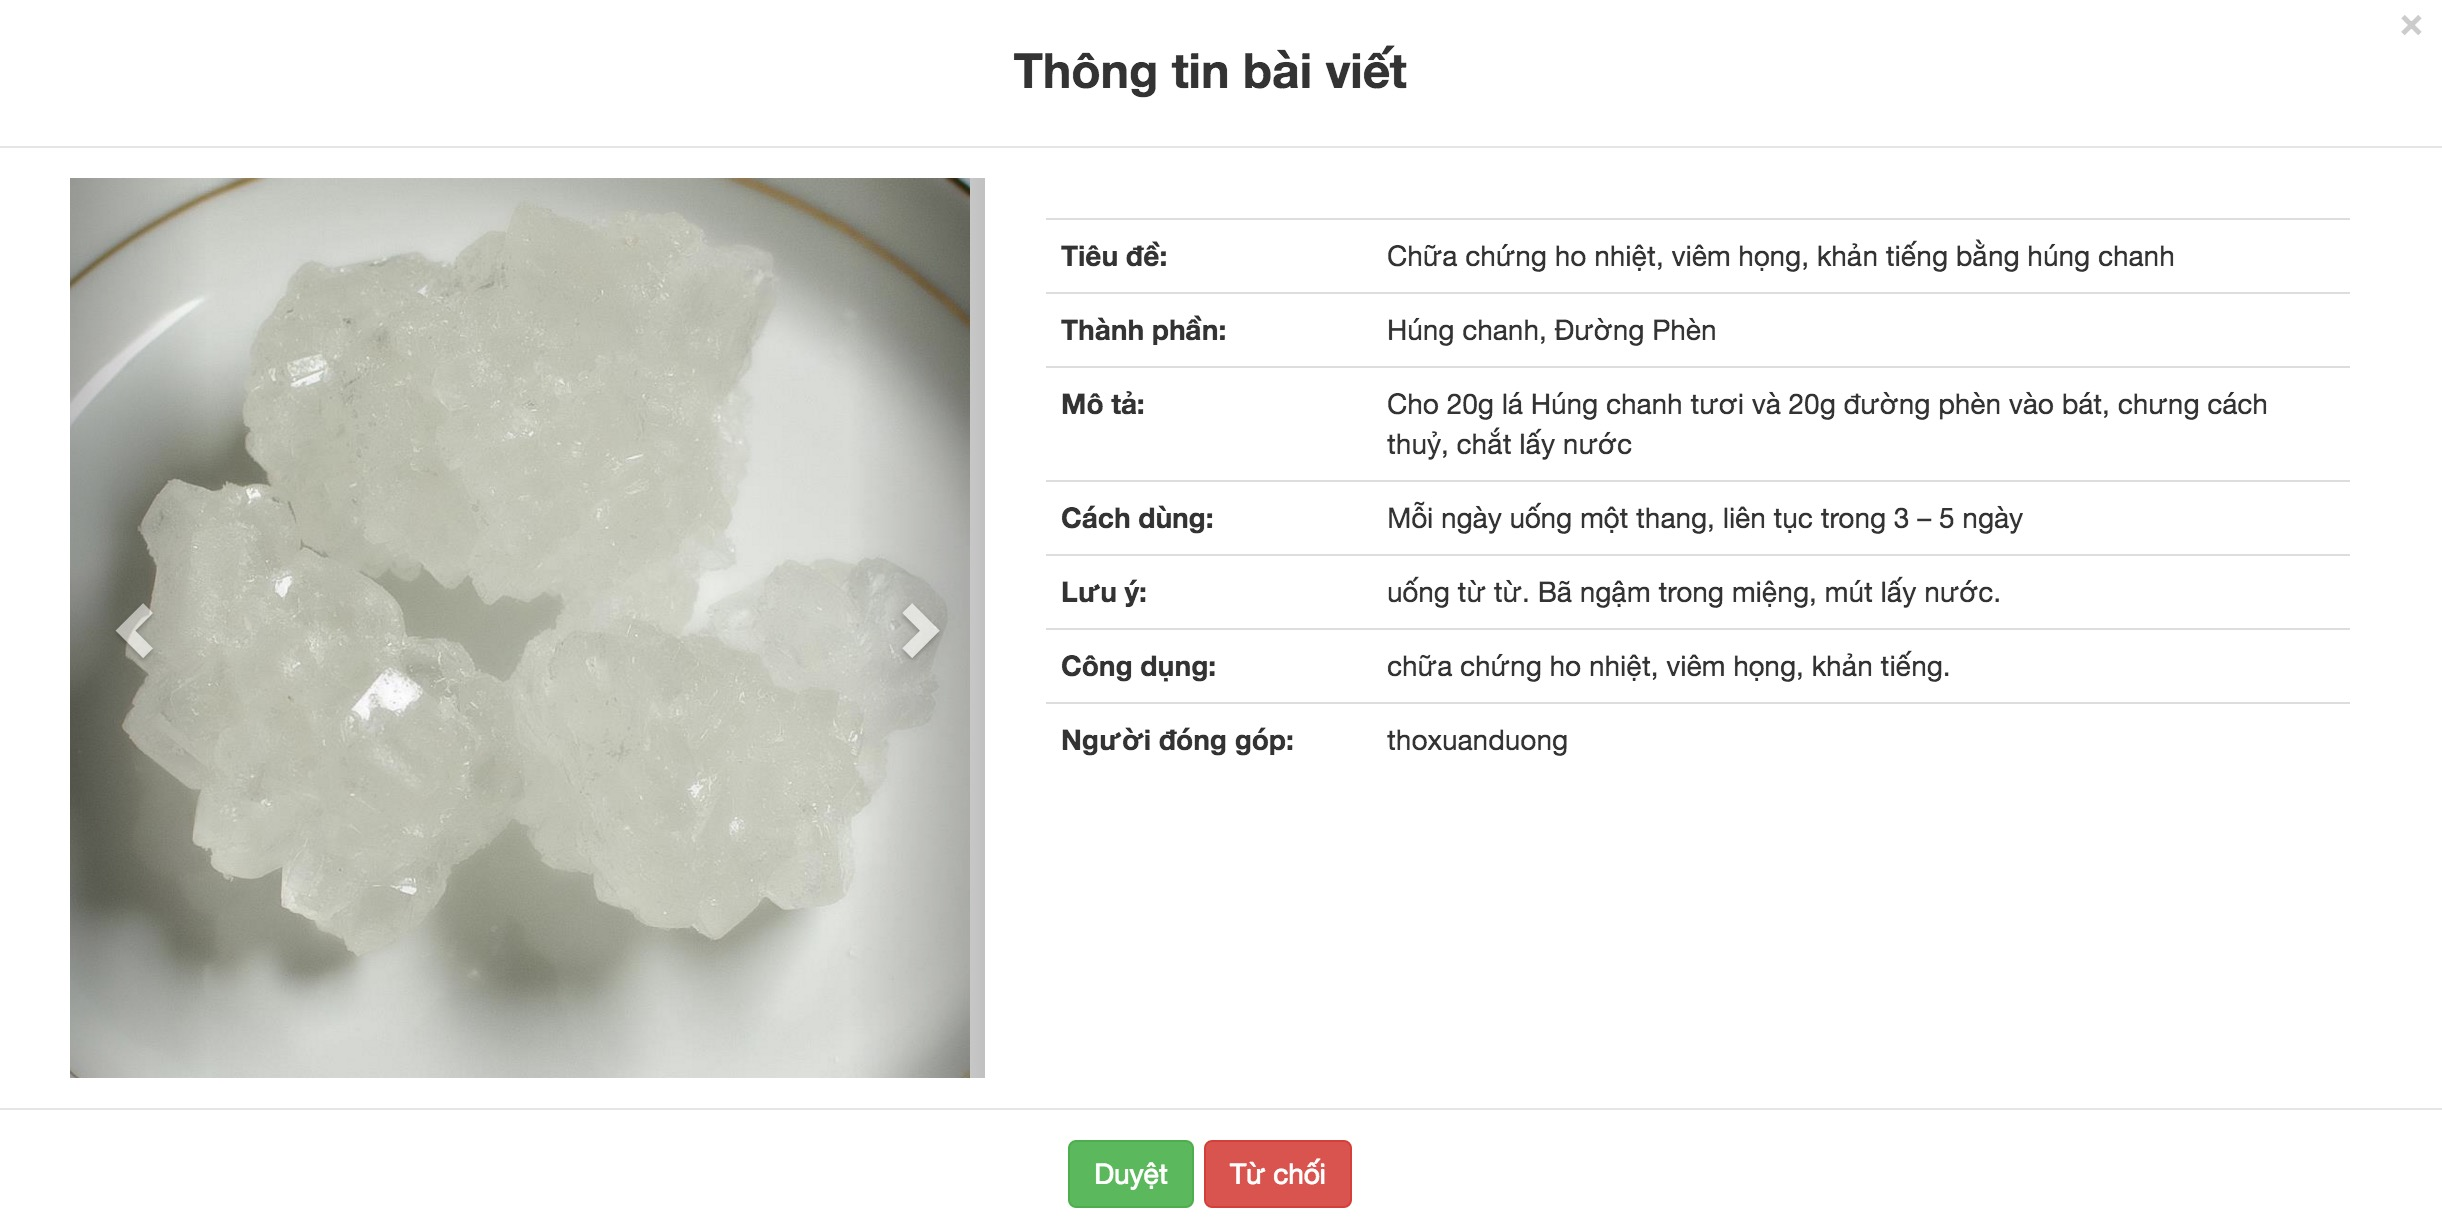 ×
Thông tin bài viết
Tiêu đề: Chữa chứng ho nhiệt, viêm họng, khản tiếng bằng húng chanh
Thành phần: Húng chanh, Đường Phèn
Mô tả: Cho 20g lá Húng chanh tươi và 20g đường phèn vào bát, chưng cách
thuỷ, chắt lấy nước
Cách dùng: Mỗi ngày uống một thang, liên tục trong 3 – 5 ngày
Lưu ý: uống từ từ. Bã ngậm trong miệng, mút lấy nước.
Công dụng: chữa chứng ho nhiệt, viêm họng, khản tiếng.
Người đóng góp: thoxuanduong
Duyệt Từ chối